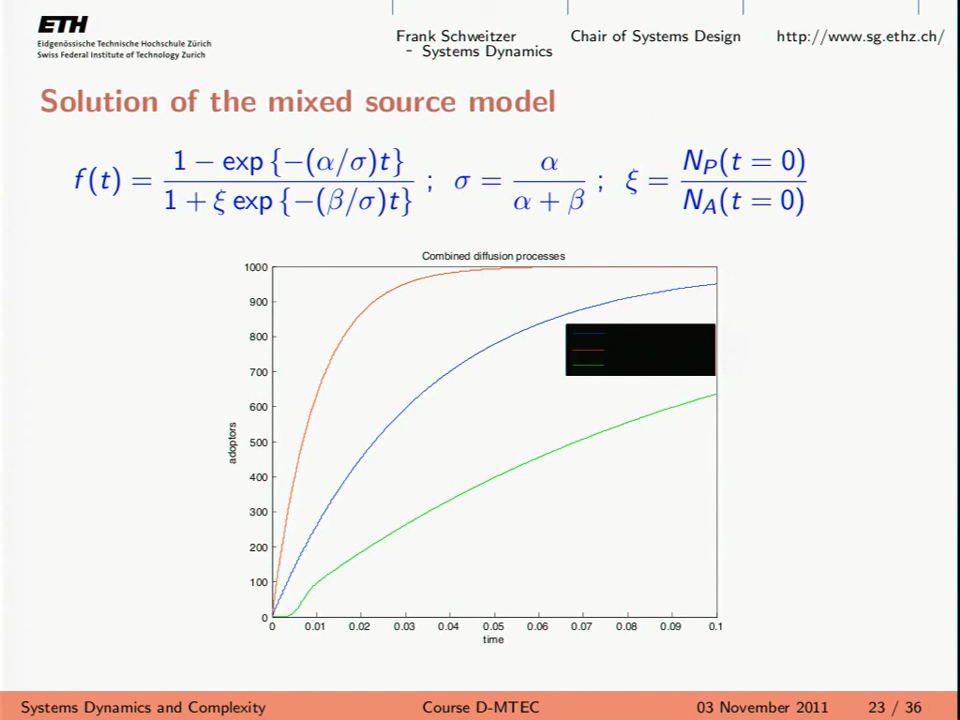 ETH
Eidgenössische Technische Hochschule Zürich
Swiss Federal Institute of Technology Zurich
Frank Schweitzer
- Systems Dynamics
Chair of Systems Design
http://www.sg.ethz.ch/
Solution of the mixed source model
f(t) = (1 − exp {−(α/σ)t}) / (1 + ξ exp {−(β/σ)t}) ; σ = α / (α + β) ; ξ = N_P(t = 0) / N_A(t = 0)
Combined diffusion processes
1000
900
800
700
600
500
400
300
200
100
0
adoptors
0 0.01 0.02 0.03 0.04 0.05 0.06 0.07 0.08 0.09 0.1
time
Systems Dynamics and Complexity
Course D-MTEC
03 November 2011
23 / 36